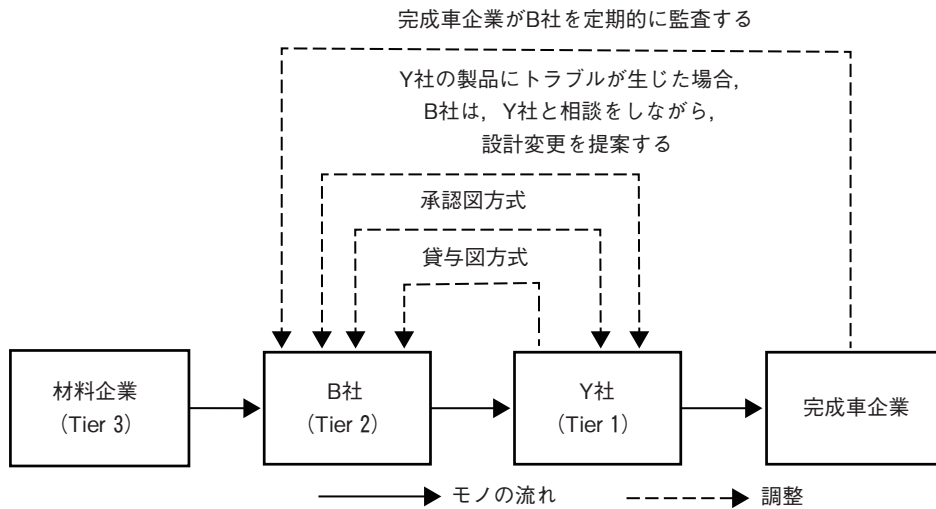 完成車企業がB社を定期的に監査する
Y社の製品にトラブルが生じた場合,
B社は，Y社と相談をしながら，
設計変更を提案する
承認図方式
貸与図方式
材料企業
（Tier 3）
B社
（Tier 2）
Y社
（Tier 1）
完成車企業
モノの流れ
調整